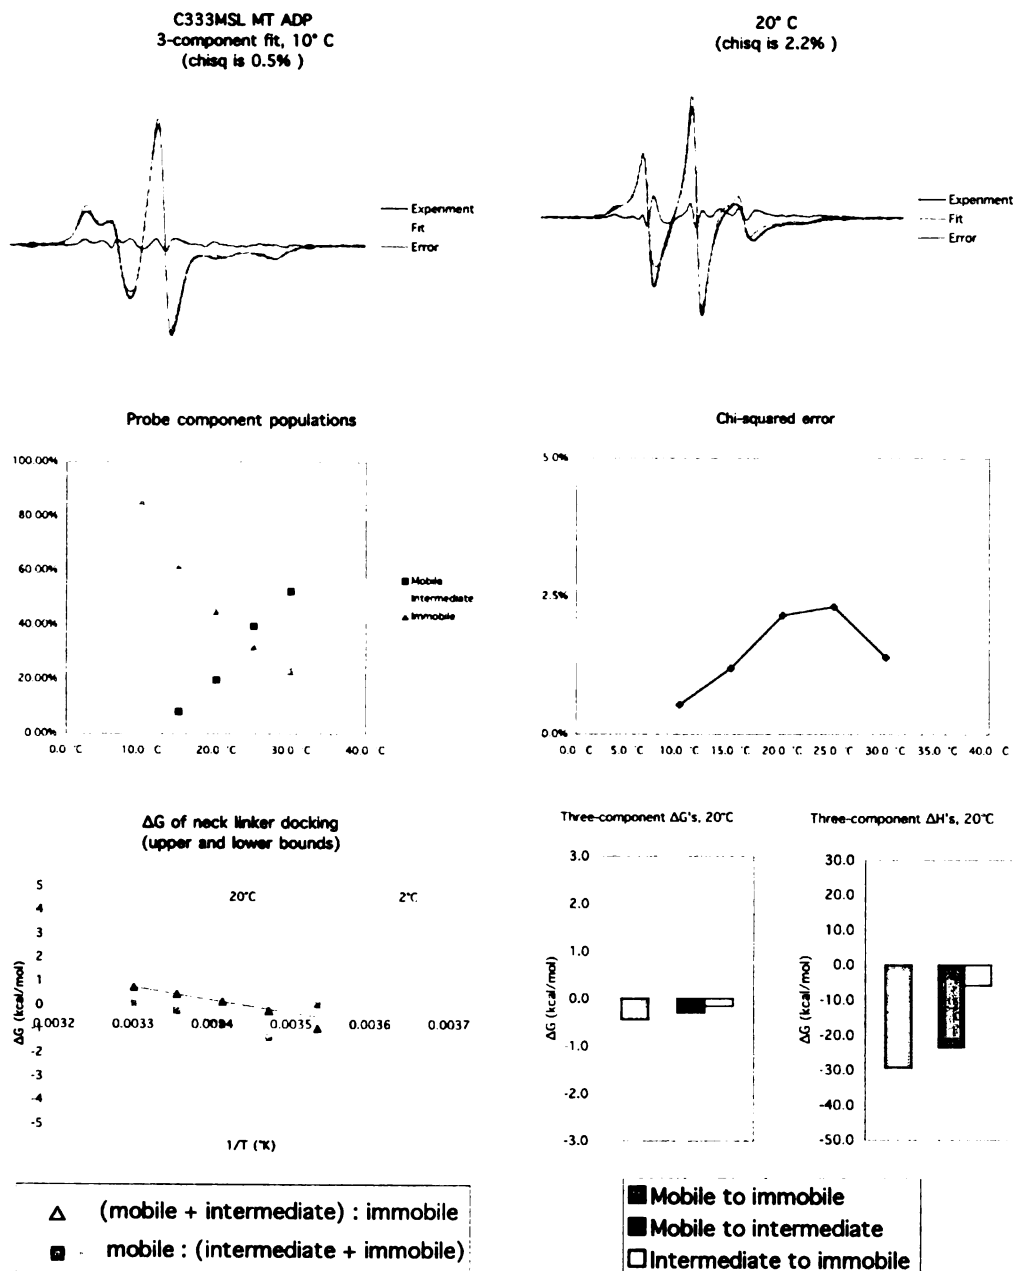 C333MSL MT ADP
3-component fit, 10° C
(chisq is 0.5% )
20° C
(chisq is 2.2% )
Experiment
Fit
Error
Experiment
Fit
Error
Probe component populations
100.00%
80.00%
60.00%
40.00%
20.00%
0.00%
0.0 °C 10.0 C 20.0 °C 30.0 °C 40.0 C
Mobile
Intermediate
Immobile
Chi-squared error
5.0%
2.5%
0.0%
0.0 C 5.0 °C 10.0 °C 15.0 °C 20.0 °C 25.0 °C 30.0 °C 35.0 °C 40.0 C
ΔG of neck linker docking
(upper and lower bounds)
20°C 2°C
ΔG (kcal/mol)
5
4
3
2
1
0
-2
-3
-4
-5
0.0032 0.0033 0.0034 0.0035 0.0036 0.0037
1/T (°K)
Δ (mobile + intermediate) : immobile
mobile : (intermediate + immobile)
Three-component ΔG's, 20°C
ΔG (kcal/mol)
3.0
2.0
1.0
0.0
-1.0
-2.0
-3.0
Three-component ΔH's, 20°C
ΔG (kcal/mol)
30.0
20.0
10.0
0.0
-10.0
-20.0
-30.0
-40.0
-50.0
Mobile to immobile
Mobile to intermediate
Intermediate to immobile